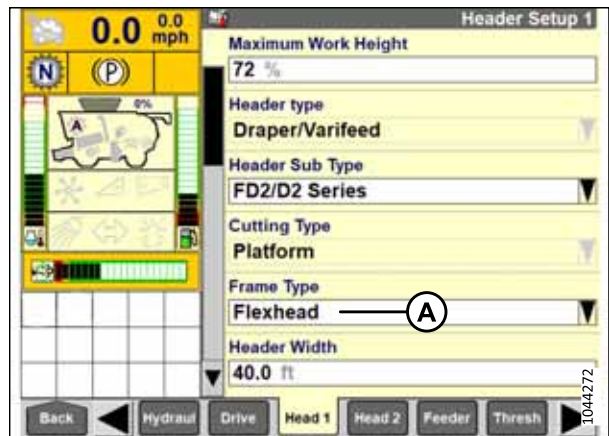 0.0
0.0 mph
Header Setup 1
N
(P)
0%
A
Maximum Work Height
72 %
Header type
Draper/Varifeed
Header Sub Type
FD2/D2 Series
Cutting Type
Platform
Frame Type
Flexhead
A
Header Width
40.0 ft
1044272
Back
Hydraul
Drive
Head 1
Head 2
Feeder
Thresh